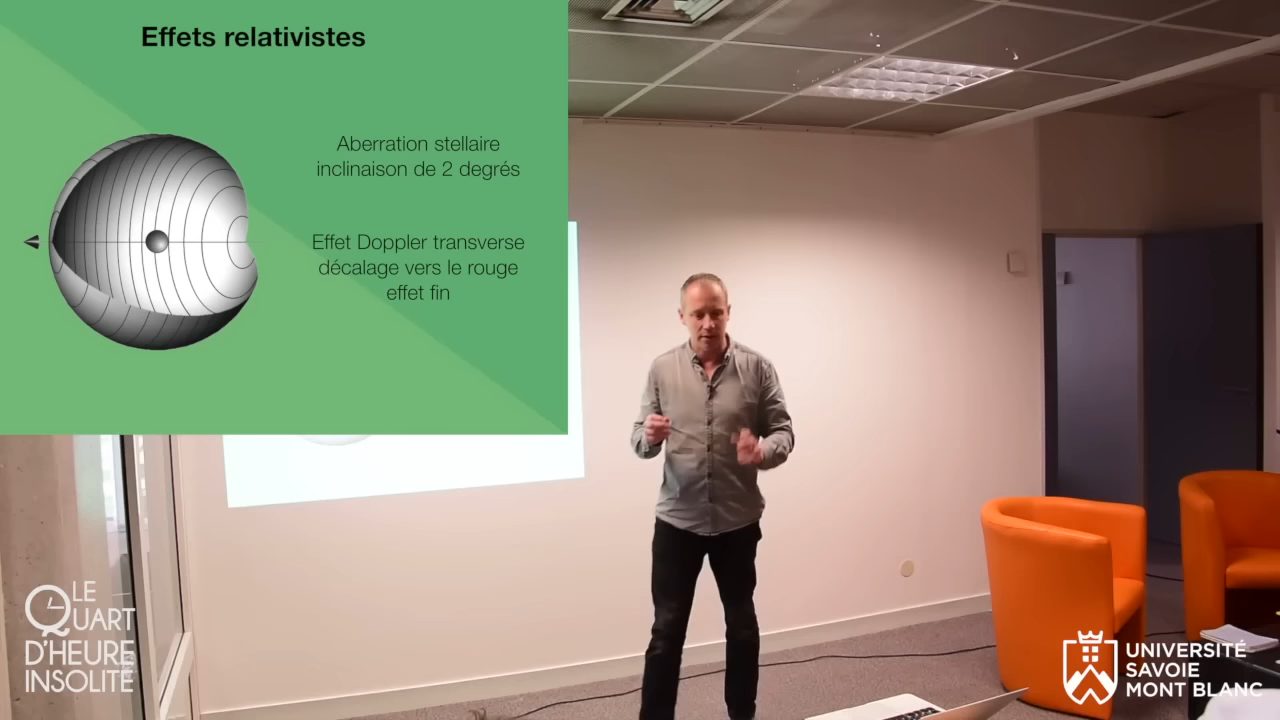 Effets relativistes
Aberration stellaire
inclinaison de 2 degrés
Effet Doppler transverse
décalage vers le rouge
effet fin
LE
QUART
D'HEURE
INSOLITE
UNIVERSITÉ
SAVOIE
MONT BLANC